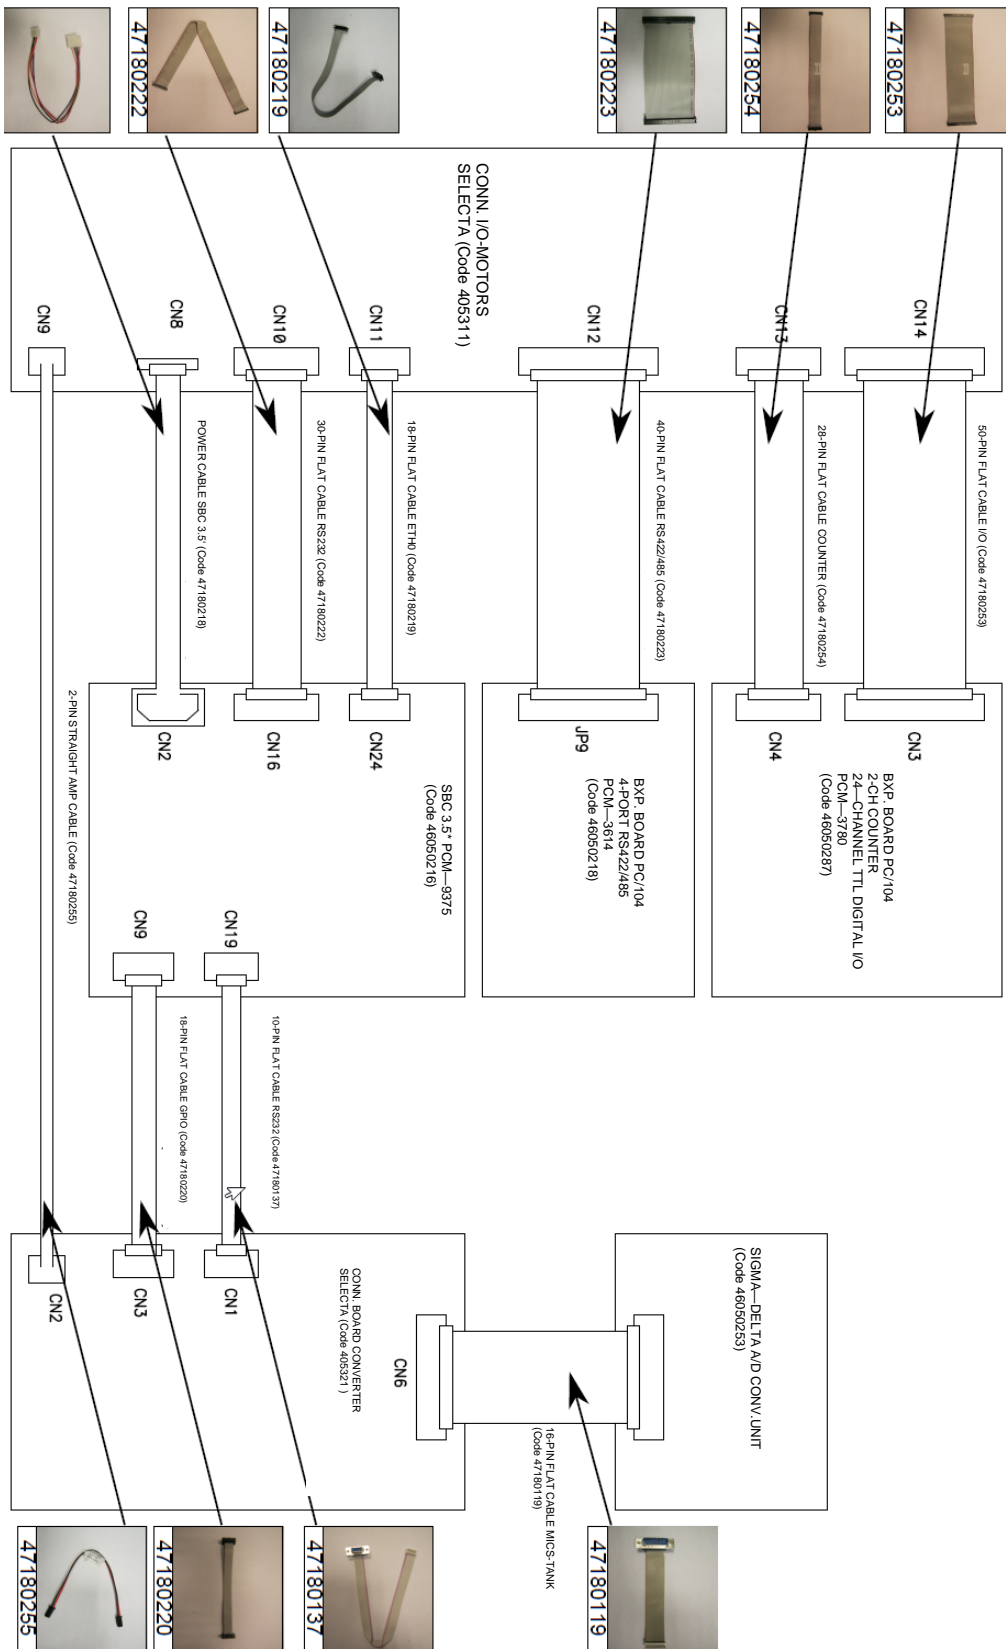 47180222
47180219
47180223
47180254
47180253
CONN. I/O-MOTORS
SELECTA (Code 405311)
CN9
CN8
CN10
CN11
CN12
CN13
CN14
2-PIN STRAIGHT AMP CABLE (Code 47180255)
POWER CABLE SBC 3.5' (Code 47180218)
30-PIN FLAT CABLE RS232 (Code 47180222)
18-PIN FLAT CABLE ETH0 (Code 47180219)
40-PIN FLAT CABLE RS422/485 (Code 47180223)
28-PIN FLAT CABLE COUNTER (Code 47180254)
50-PIN FLAT CABLE I/O (Code 47180253)
CN2
CN16
CN24
JP9
CN4
CN3
SBC 3.5" PCM—9375
(Code 46050216)
BXP. BOARD PC/104
4-PORT RS422/485
PCM—3614
(Code 46050218)
BXP. BOARD PC/104
2-CH COUNTER
24—CHANNEL TTL DIGITAL I/O
PCM—3780
(Code 46050287)
CN9
CN19
18-PIN FLAT CABLE GPIO (Code 47180220)
10-PIN FLAT CABLE RS232 (Code 47180137)
CN2
CN3
CN1
CONN. BOARD CONVERTER
SELECTA (Code 405321 )
CN6
16-PIN FLAT CABLE MICS-TANK
(Code 47180119)
SIGMA—DELTA A/D CONV.UNIT
(Code 46050253)
47180255
47180220
47180137
47180119